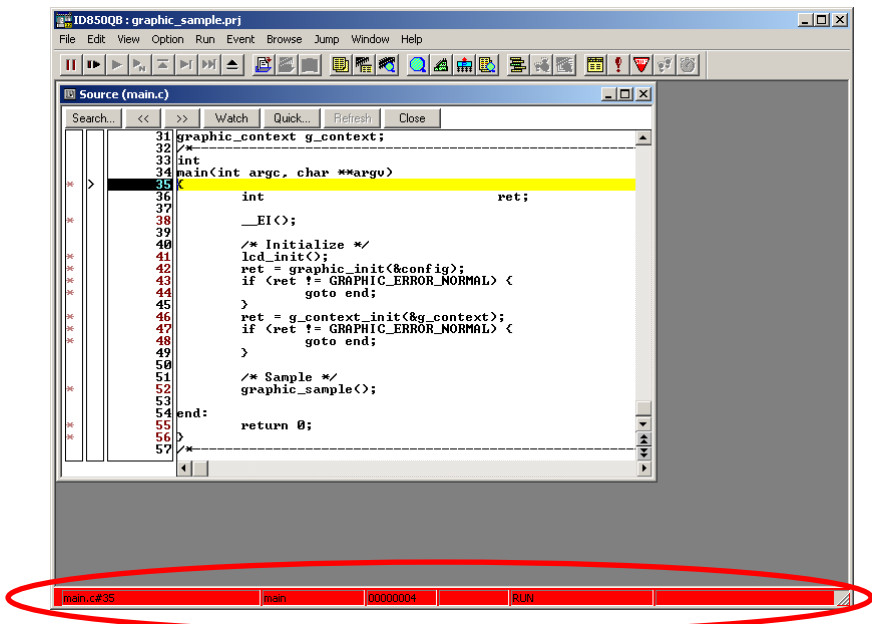 ID850QB : graphic_sample.prj
File Edit View Option Run Event Browse Jump Window Help
Source (main.c)
Search... << >> Watch Quick... Refresh Close
31 graphic_context g_context;
32 /*------------------------------------------------------------
33 int
34 main(int argc, char **argv)
* > 35 {
36 int ret;
37
* 38 __EI();
39
40 /* Initialize */
* 41 lcd_init();
* 42 ret = graphic_init(&config);
* 43 if (ret != GRAPHIC_ERROR_NORMAL) {
* 44 goto end;
45 }
* 46 ret = g_context_init(&g_context);
* 47 if (ret != GRAPHIC_ERROR_NORMAL) {
* 48 goto end;
49 }
50
51 /* Sample */
* 52 graphic_sample();
53
54 end:
* 55 return 0;
* 56 }
57 /*------------------------------------------------------------
main.c#35 main 00000004 RUN